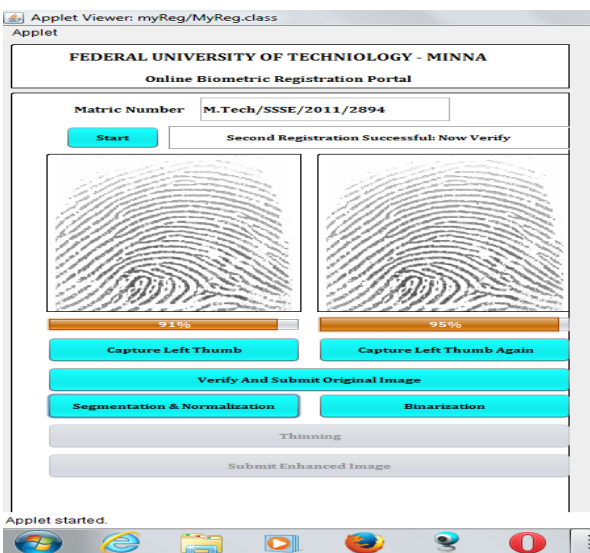 Applet Viewer: myReg/MyReg.class
Applet
FEDERAL UNIVERSITY OF TECHNIOLOGY - MINNA
Online Biometric Registration Portal
Matric Number M.Tech/SSSE/2011/2894
Start Second Registration Successful: Now Verify
91% 95%
Capture Left Thumb Capture Left Thumb Again
Verify And Submit Original Image
Segmentation & Normalization Binarization
Thinning
Submit Enhanced Image
Applet started.